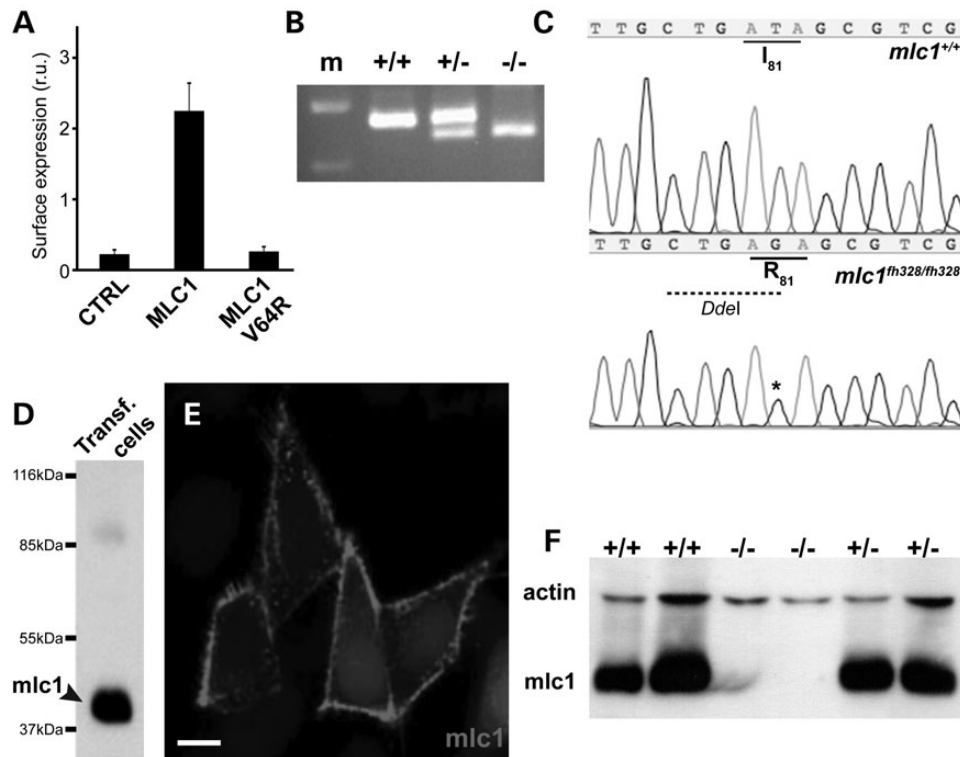 A
Surface expression (r.u.)
3
2
1
0
CTRL
MLC1
MLC1 V64R
B
m +/+ +/- -/-
C
T T G C T G A T A G C G T C G
I81
mlc1+/+
T T G C T G A G A G C G T C G
R81
mlc1fh328/fh328
DdeI
*
D
Transf. cells
116kDa
85kDa
55kDa
mlc1
37kDa
E
mlc1
F
+/+ +/+ -/- -/- +/- +/-
actin
mlc1